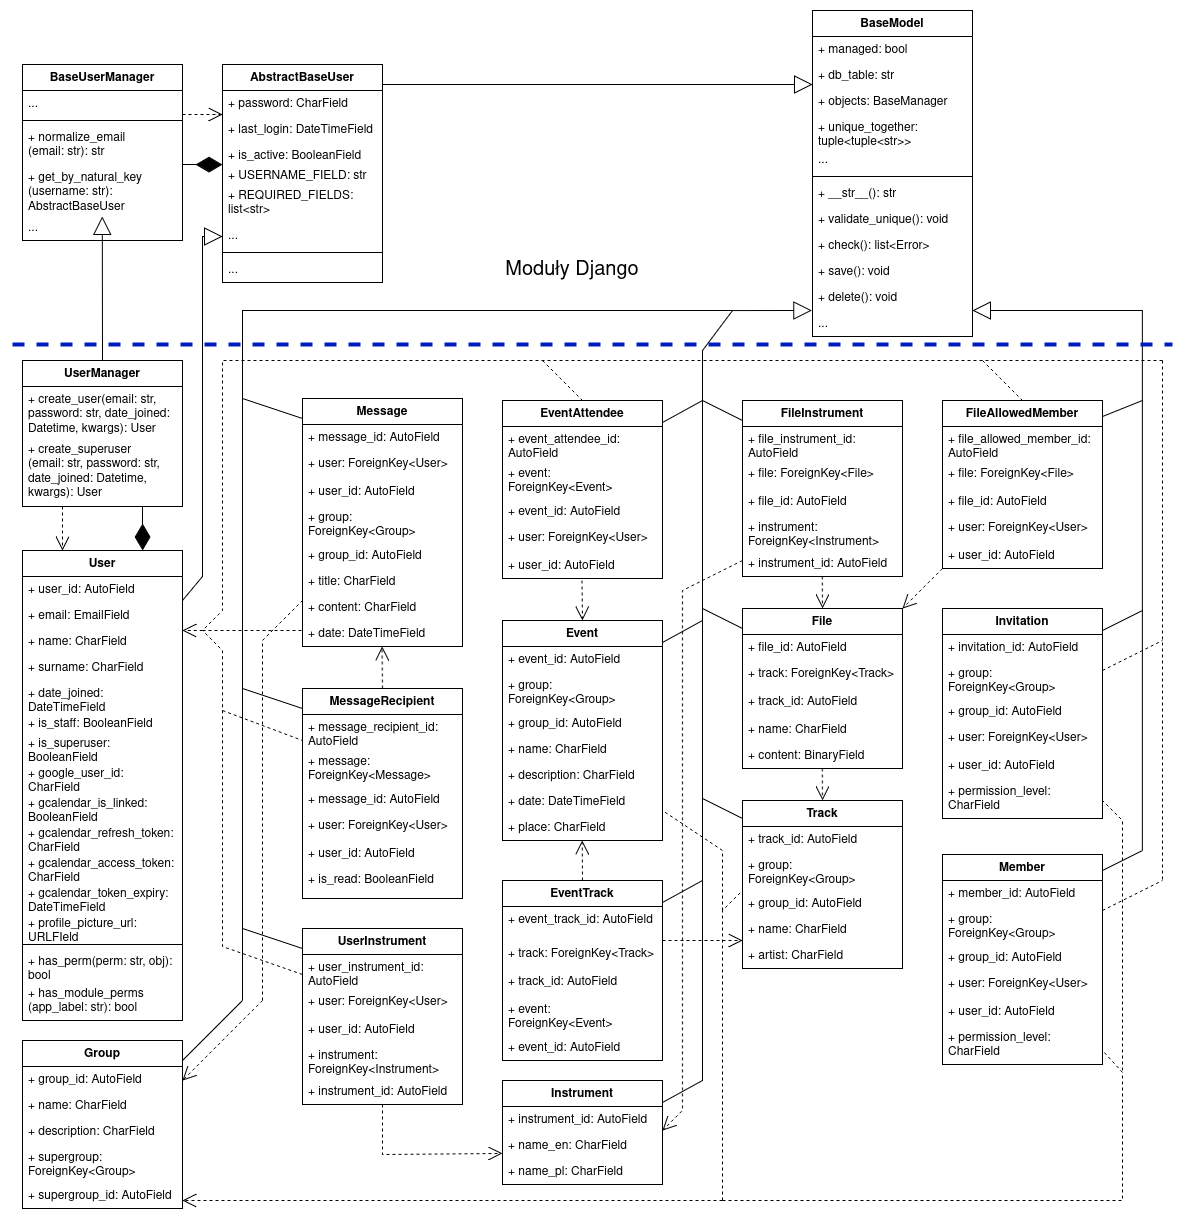 BaseModel
+ managed: bool
+ db_table: str
+ objects: BaseManager
+ unique_together:
tuple<tuple<str>>
...
+ __str__(): str
+ validate_unique(): void
+ check(): list<Error>
+ save(): void
+ delete(): void
...
BaseUserManager
...
+ normalize_email
(email: str): str
+ get_by_natural_key
(username: str):
AbstractBaseUser
...
AbstractBaseUser
+ password: CharField
+ last_login: DateTimeField
+ is_active: BooleanField
+ USERNAME_FIELD: str
+ REQUIRED_FIELDS:
list<str>
...
...
Moduły Django
UserManager
+ create_user(email: str,
password: str, date_joined:
Datetime, kwargs): User
+ create_superuser
(email: str, password: str,
date_joined: Datetime,
kwargs): User
User
+ user_id: AutoField
+ email: EmailField
+ name: CharField
+ surname: CharField
+ date_joined:
DateTimeField
+ is_staff: BooleanField
+ is_superuser:
BooleanField
+ google_user_id:
CharField
+ gcalendar_is_linked:
BooleanField
+ gcalendar_refresh_token:
CharField
+ gcalendar_access_token:
CharField
+ gcalendar_token_expiry:
DateTimeField
+ profile_picture_url:
URLField
+ has_perm(perm: str, obj):
bool
+ has_module_perms
(app_label: str): bool
Group
+ group_id: AutoField
+ name: CharField
+ description: CharField
+ supergroup:
ForeignKey<Group>
+ supergroup_id: AutoField
Message
+ message_id: AutoField
+ user: ForeignKey<User>
+ user_id: AutoField
+ group:
ForeignKey<Group>
+ group_id: AutoField
+ title: CharField
+ content: CharField
+ date: DateTimeField
MessageRecipient
+ message_recipient_id:
AutoField
+ message:
ForeignKey<Message>
+ message_id: AutoField
+ user: ForeignKey<User>
+ user_id: AutoField
+ is_read: BooleanField
UserInstrument
+ user_instrument_id:
AutoField
+ user: ForeignKey<User>
+ user_id: AutoField
+ instrument:
ForeignKey<Instrument>
+ instrument_id: AutoField
EventAttendee
+ event_attendee_id:
AutoField
+ event:
ForeignKey<Event>
+ event_id: AutoField
+ user: ForeignKey<User>
+ user_id: AutoField
Event
+ event_id: AutoField
+ group:
ForeignKey<Group>
+ group_id: AutoField
+ name: CharField
+ description: CharField
+ date: DateTimeField
+ place: CharField
EventTrack
+ event_track_id: AutoField
+ track: ForeignKey<Track>
+ track_id: AutoField
+ event:
ForeignKey<Event>
+ event_id: AutoField
Instrument
+ instrument_id: AutoField
+ name_en: CharField
+ name_pl: CharField
FileInstrument
+ file_instrument_id:
AutoField
+ file: ForeignKey<File>
+ file_id: AutoField
+ instrument:
ForeignKey<Instrument>
+ instrument_id: AutoField
File
+ file_id: AutoField
+ track: ForeignKey<Track>
+ track_id: AutoField
+ name: CharField
+ content: BinaryField
Track
+ track_id: AutoField
+ group:
ForeignKey<Group>
+ group_id: AutoField
+ name: CharField
+ artist: CharField
FileAllowedMember
+ file_allowed_member_id:
AutoField
+ file: ForeignKey<File>
+ file_id: AutoField
+ user: ForeignKey<User>
+ user_id: AutoField
Invitation
+ invitation_id: AutoField
+ group:
ForeignKey<Group>
+ group_id: AutoField
+ user: ForeignKey<User>
+ user_id: AutoField
+ permission_level:
CharField
Member
+ member_id: AutoField
+ group:
ForeignKey<Group>
+ group_id: AutoField
+ user: ForeignKey<User>
+ user_id: AutoField
+ permission_level:
CharField